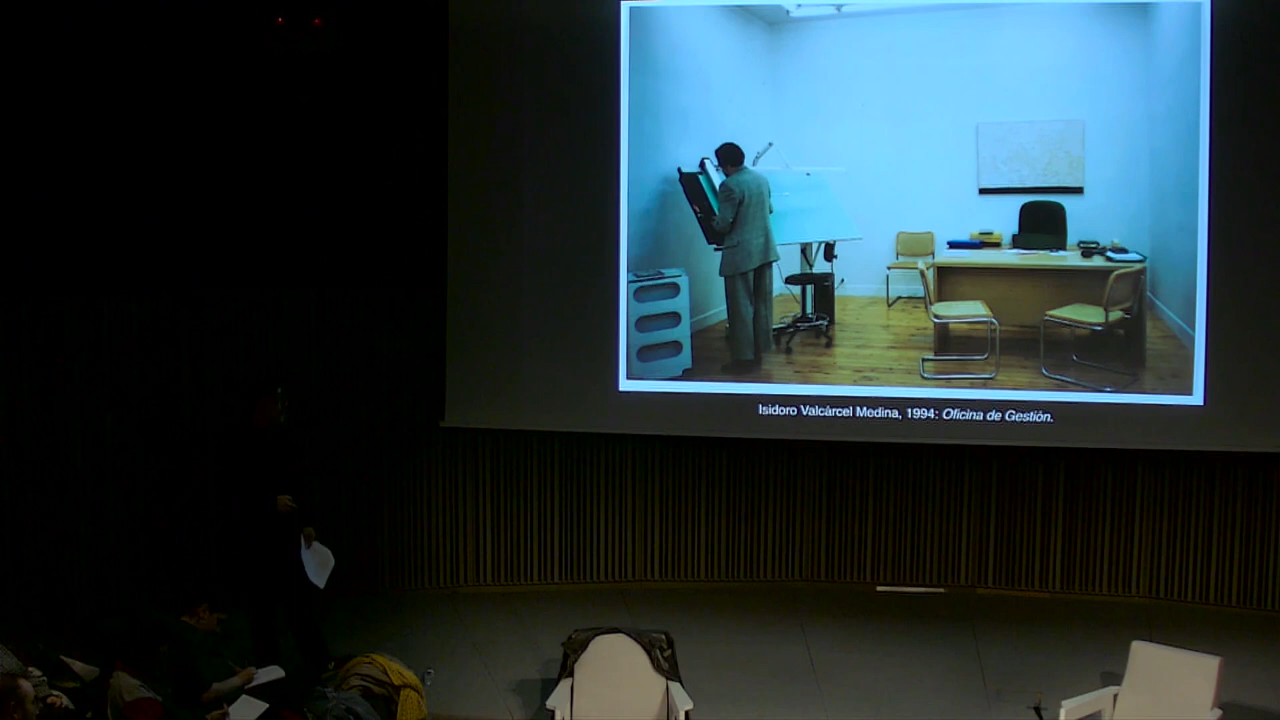 Isidoro Valcárcel Medina, 1994: Oficina de Gestión.